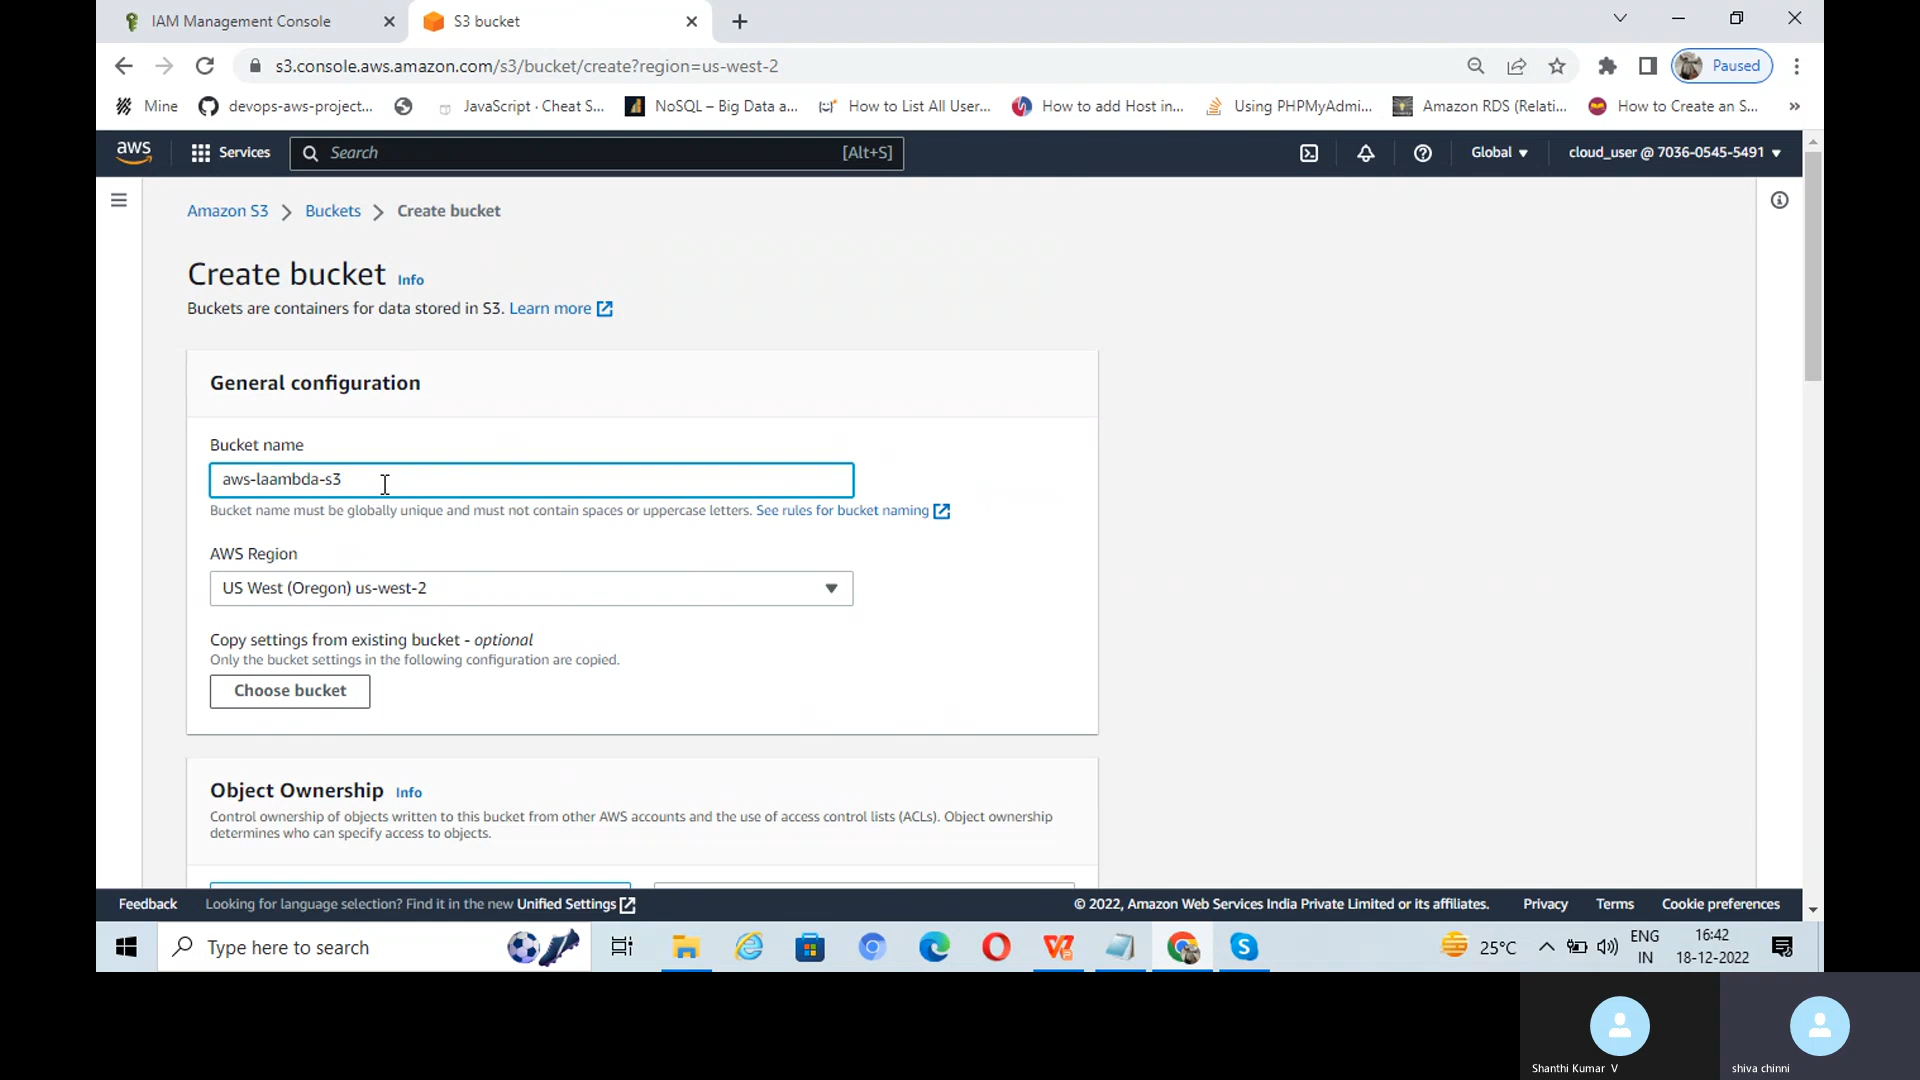 IAM Management Console
S3 bucket
s3.console.aws.amazon.com/s3/bucket/create?region=us-west-2
Paused
Mine
devops-aws-project...
JavaScript · Cheat S...
NoSQL – Big Data a...
How to List All User...
How to add Host in...
Using PHPMyAdmi...
Amazon RDS (Relati...
How to Create an S...
»
aws
Services
Search
[Alt+S]
Global
cloud_user @ 7036-0545-5491
Amazon S3 > Buckets > Create bucket
Create bucket Info
Buckets are containers for data stored in S3. Learn more
General configuration
Bucket name
aws-laambda-s3
Bucket name must be globally unique and must not contain spaces or uppercase letters. See rules for bucket naming
AWS Region
US West (Oregon) us-west-2
Copy settings from existing bucket - optional
Only the bucket settings in the following configuration are copied.
Choose bucket
Object Ownership Info
Control ownership of objects written to this bucket from other AWS accounts and the use of access control lists (ACLs). Object ownership
determines who can specify access to objects.
Feedback
Looking for language selection? Find it in the new Unified Settings
© 2022, Amazon Web Services India Private Limited or its affiliates.
Privacy
Terms
Cookie preferences
Type here to search
25°C
ENG
IN
16:42
18-12-2022
Shanthi Kumar V
shiva chinni